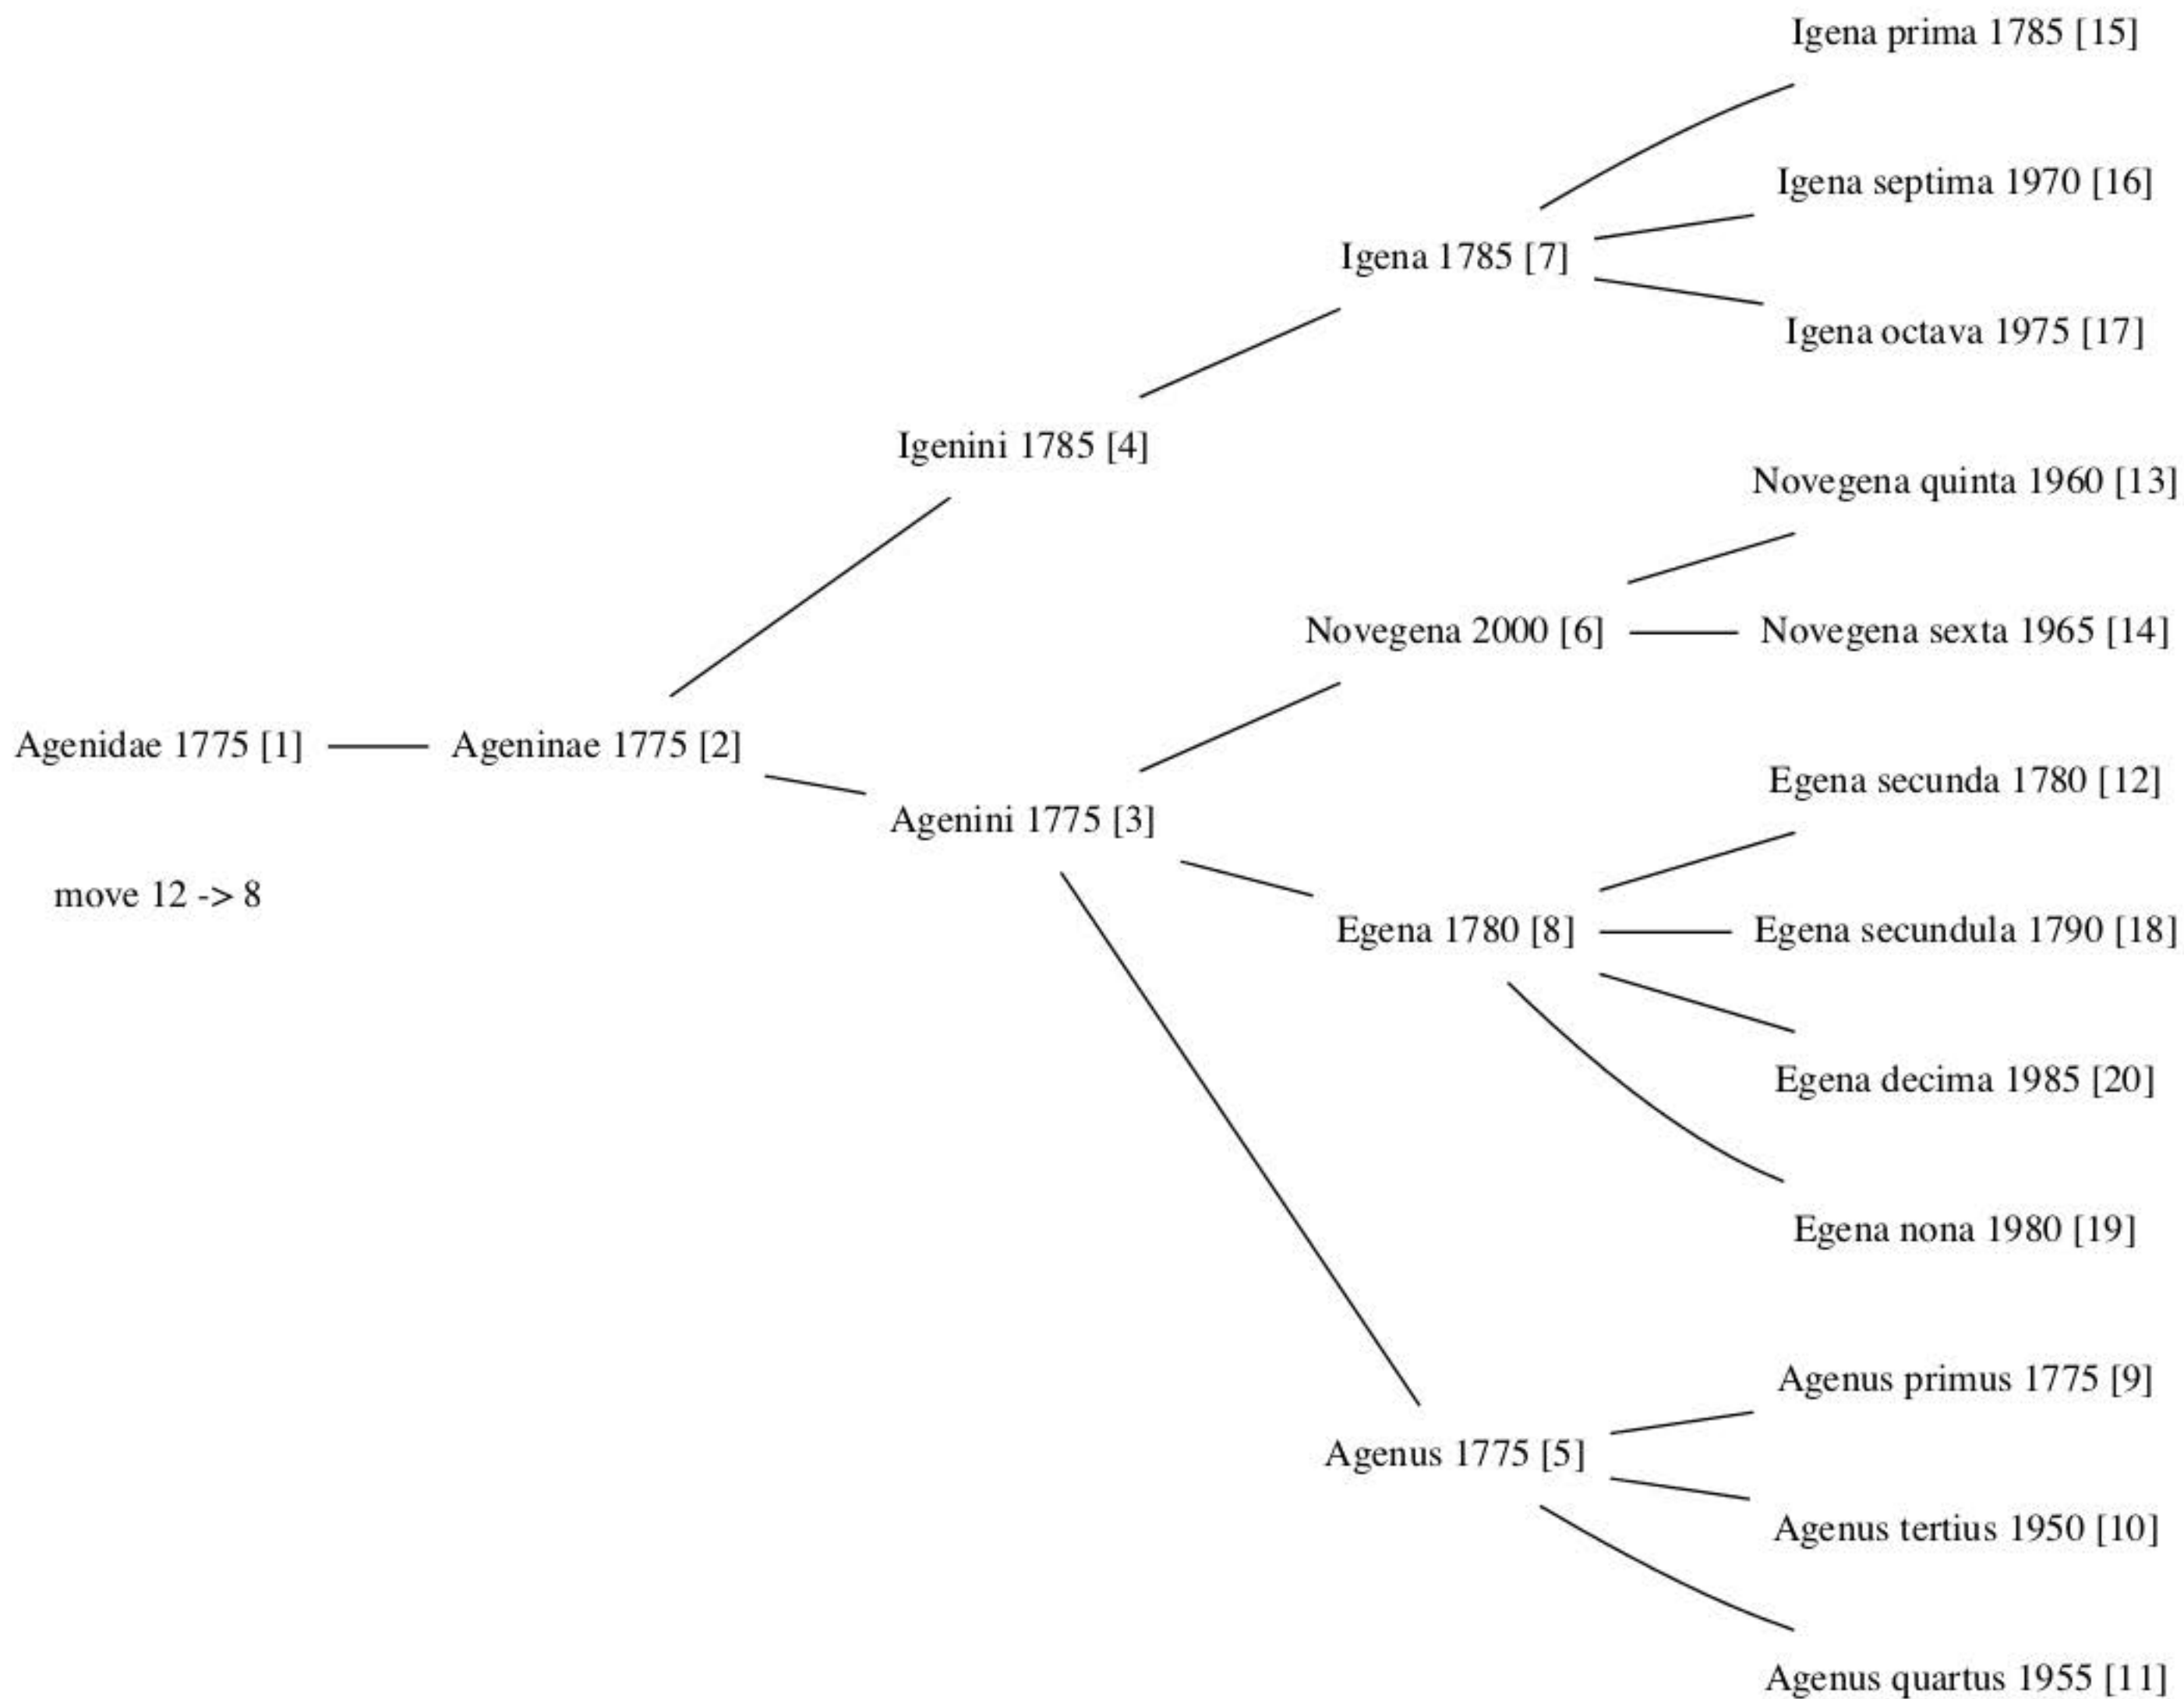 Igena prima 1785 [15]
Igena septima 1970 [16]
Igena 1785 [7]
Igena octava 1975 [17]
Igenini 1785 [4]
Novegena quinta 1960 [13]
Novegena 2000 [6]
Novegena sexta 1965 [14]
Agenidae 1775 [1]
Ageninae 1775 [2]
Egena secunda 1780 [12]
Agenini 1775 [3]
move 12 -> 8
Egena 1780 [8]
Egena secundula 1790 [18]
Egena decima 1985 [20]
Egena nona 1980 [19]
Agenus primus 1775 [9]
Agenus 1775 [5]
Agenus tertius 1950 [10]
Agenus quartus 1955 [11]